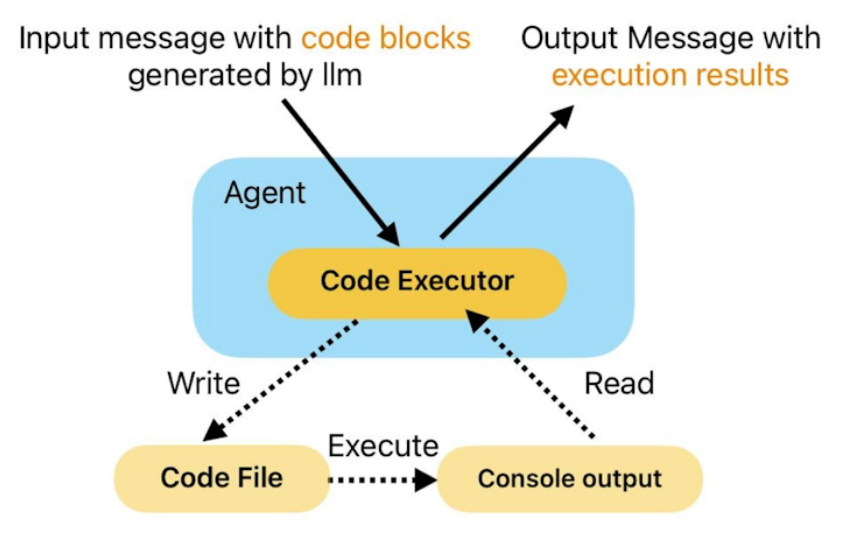 Input message with code blocks
generated by llm
Output Message with
execution results
Agent
Code Executor
Write
Read
Execute
Code File
Console output